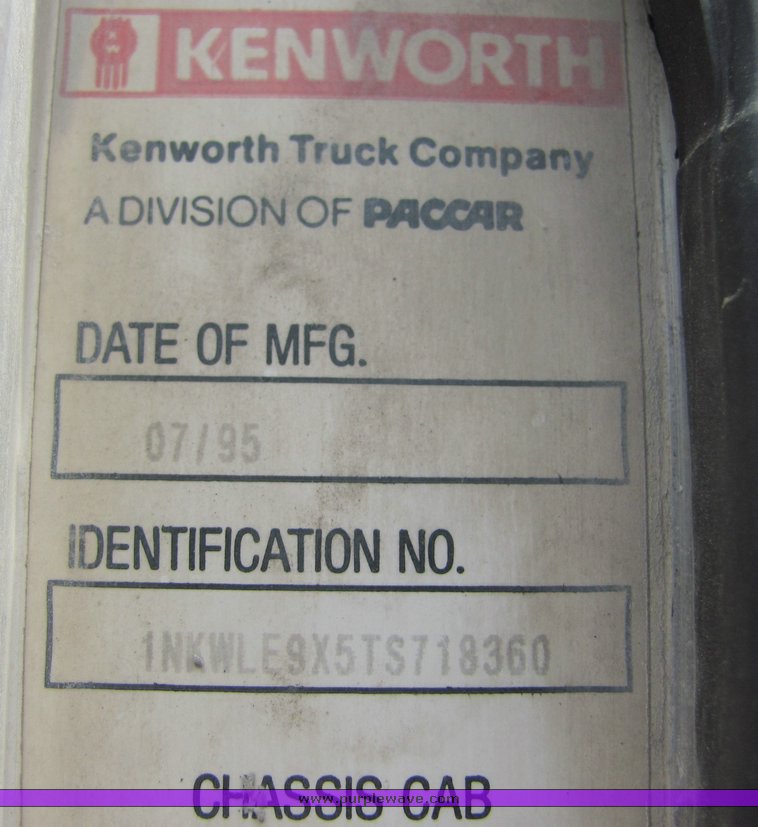 KENWORTH
Kenworth Truck Company
A DIVISION OF PACCAR
DATE OF MFG.
07/95
IDENTIFICATION NO.
1NKWLE9X5TS718360
CHASSIS CAB
www.purplewave.com